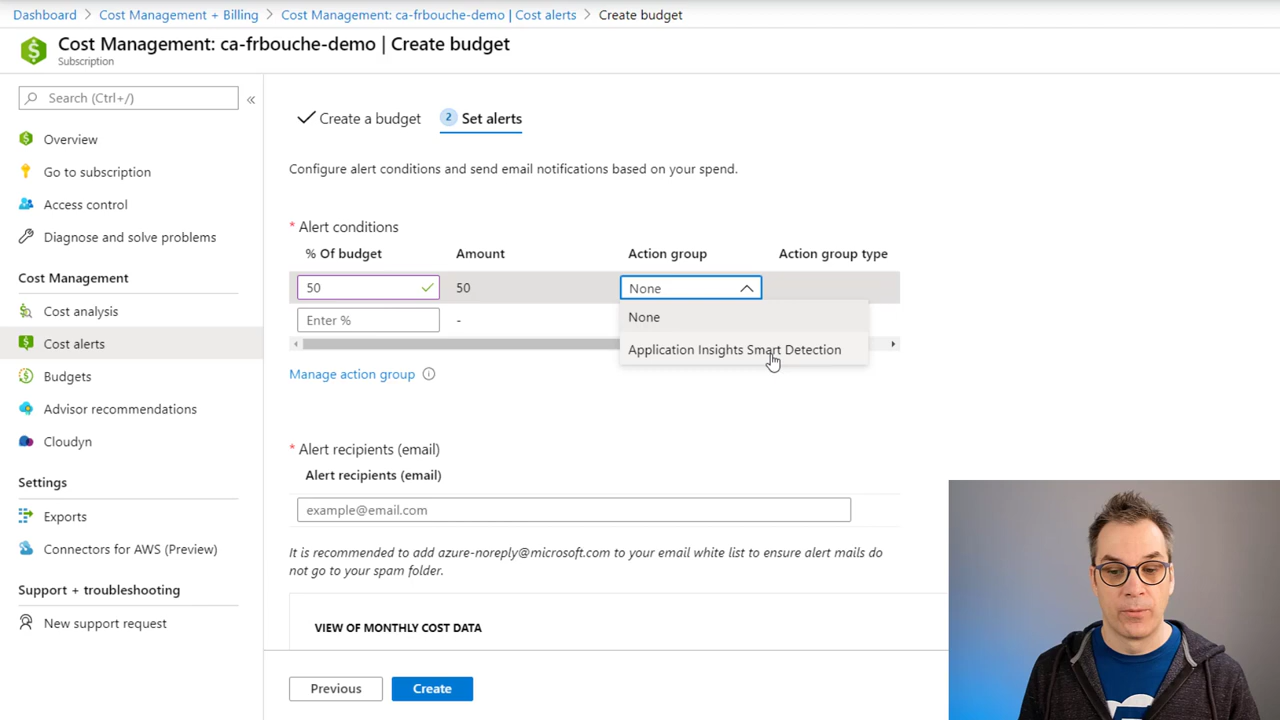 Dashboard > Cost Management + Billing > Cost Management: ca-frbouche-demo | Cost alerts > Create budget
Cost Management: ca-frbouche-demo | Create budget
Subscription
Search (Ctrl+/)
«
Overview
Go to subscription
Access control
Diagnose and solve problems
Cost Management
Cost analysis
Cost alerts
Budgets
Advisor recommendations
Cloudyn
Settings
Exports
Connectors for AWS (Preview)
Support + troubleshooting
New support request
Create a budget
2 Set alerts
Configure alert conditions and send email notifications based on your spend.
* Alert conditions
% Of budget Amount Action group Action group type
50 50 None
Enter % -
None
Application Insights Smart Detection
Manage action group
* Alert recipients (email)
Alert recipients (email)
example@email.com
It is recommended to add azure-noreply@microsoft.com to your email white list to ensure alert mails do
not go to your spam folder.
VIEW OF MONTHLY COST DATA
Previous Create